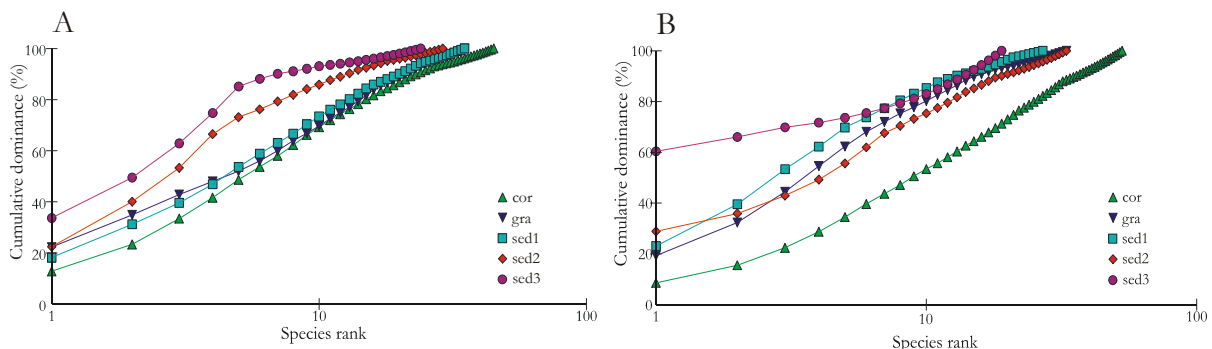 A
Cumulative dominance (%)
100
80
60
40
20
0
1
10
100
Species rank
cor
gra
sed1
sed2
sed3
B
Cumulative dominance (%)
100
80
60
40
20
0
1
10
100
Species rank
cor
gra
sed1
sed2
sed3